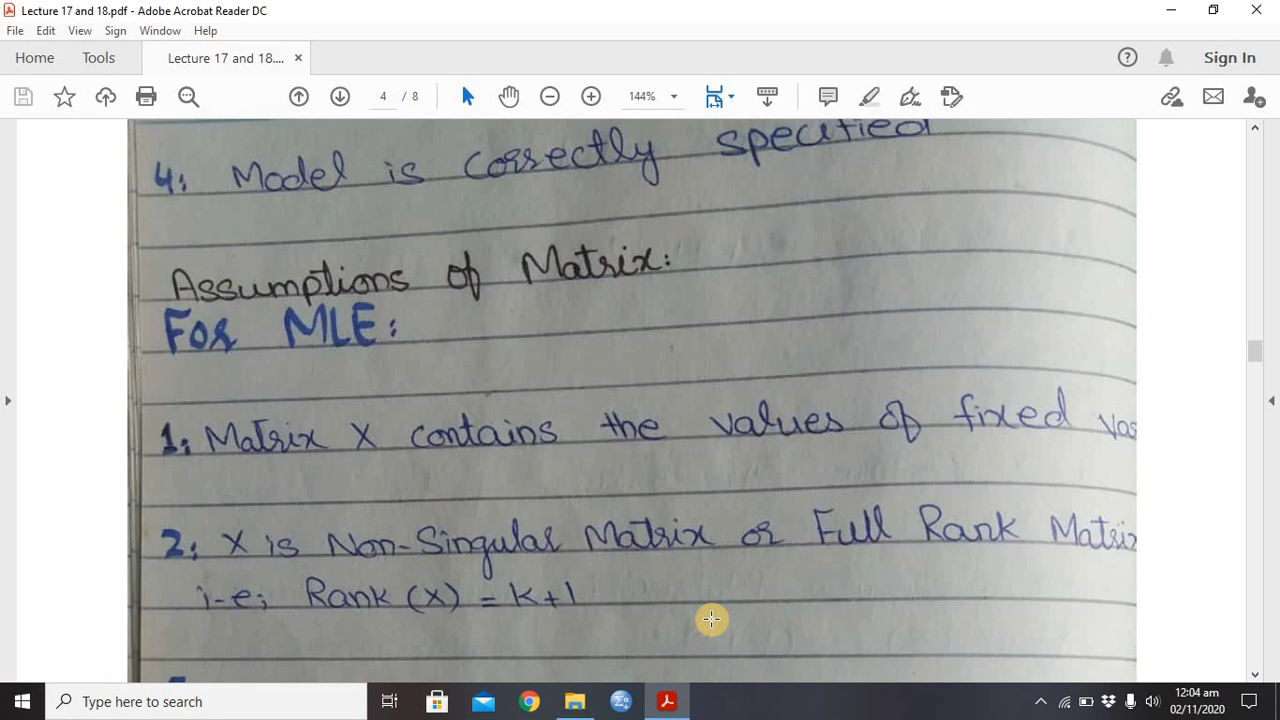 Lecture 17 and 18.pdf - Adobe Acrobat Reader DC
File Edit View Sign Window Help
Home Tools Lecture 17 and 18.... × Sign In
4 / 8 144%
4: Model is correctly specified
Assumptions of Matrix:
For MLE:
1: Matrix X contains the values of fixed
2: X is Non-Singular Matrix or Full Rank Matrix
i-e; Rank (X) = K+1
Type here to search
12:04 am
02/11/2020